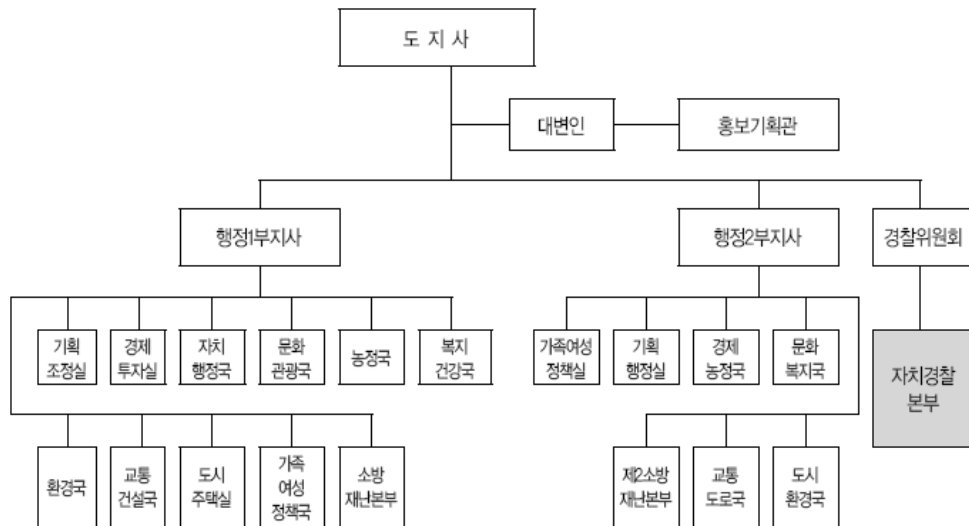 도 지 사
대변인
홍보기획관
행정1부지사
행정2부지사
경찰위원회
기획
조정실
경제
투자실
자치
행정국
문화
관광국
농정국
복지
건강국
가족여성
정책실
기획
행정실
경제
농정국
문화
복지국
자치경찰
본부
환경국
교통
건설국
도시
주택실
가족
여성
정책국
소방
재난본부
제2소방
재난본부
교통
도로국
도시
환경국